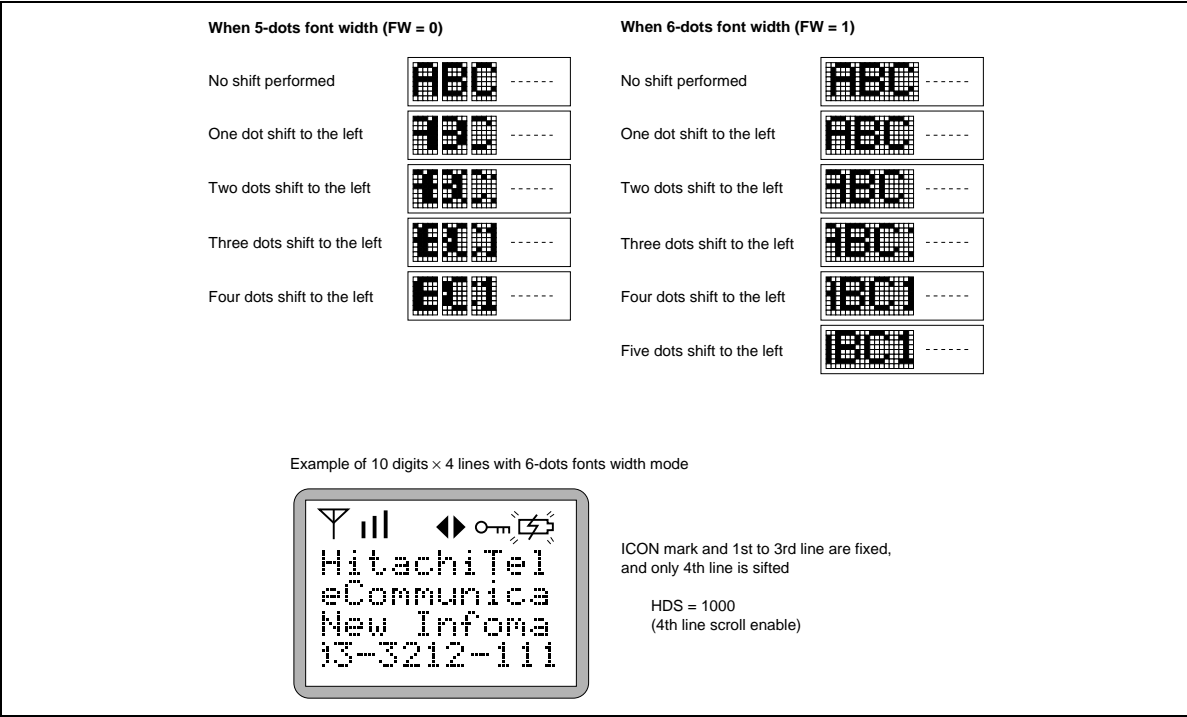 When 5-dots font width (FW = 0)
No shift performed
ABC ------
One dot shift to the left
------
Two dots shift to the left
------
Three dots shift to the left
------
Four dots shift to the left
------
When 6-dots font width (FW = 1)
No shift performed
ABC ------
One dot shift to the left
ABC ------
Two dots shift to the left
ABC ------
Three dots shift to the left
ABC ------
Four dots shift to the left
BC1 ------
Five dots shift to the left
BC1 ------
Example of 10 digits × 4 lines with 6-dots fonts width mode
HitachiTel
eCommunica
New Infoma
)3-3212-111
ICON mark and 1st to 3rd line are fixed,
and only 4th line is sifted
HDS = 1000
(4th line scroll enable)